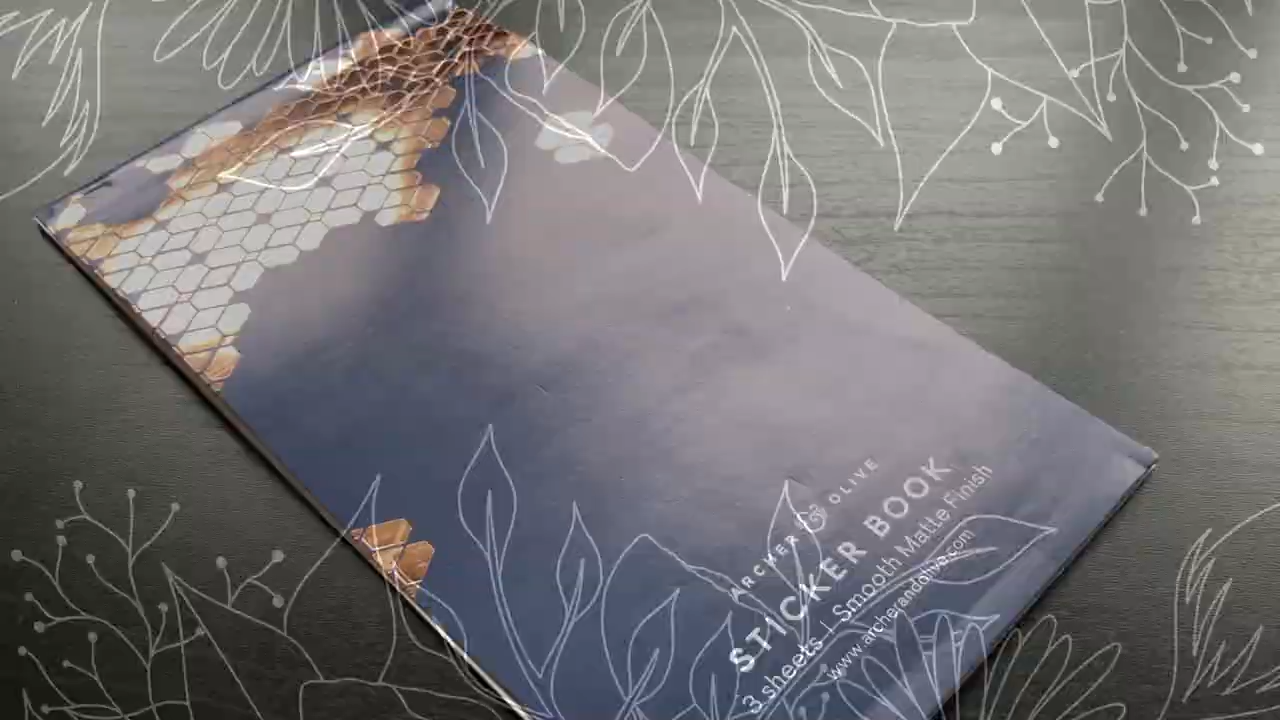 ARCHER & OLIVE
STICKER BOOK
3 sheets | Smooth Matte Finish
www.archerandolive.com